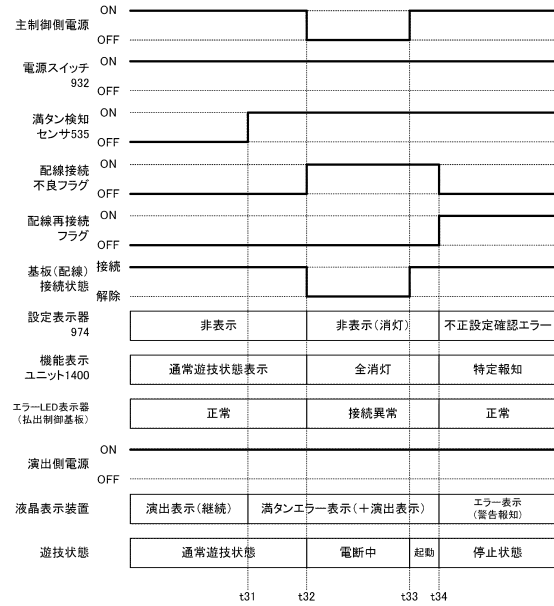 主制御側電源
ON
OFF
電源スイッチ
932
ON
OFF
満タン検知
センサ535
ON
OFF
配線接続
不良フラグ
ON
OFF
配線再接続
フラグ
ON
OFF
基板(配線)
接続状態
接続
解除
設定表示器
974
非表示
非表示(消灯)
不正設定確認エラー
機能表示
ユニット1400
通常遊技状態表示
全消灯
特定報知
エラーLED表示器
(払出制御基板)
正常
接続異常
正常
演出側電源
ON
OFF
液晶表示装置
演出表示(継続)
満タンエラー表示(+演出表示)
エラー表示
(警告報知)
遊技状態
通常遊技状態
電断中
起動
停止状態
t31
t32
t33
t34